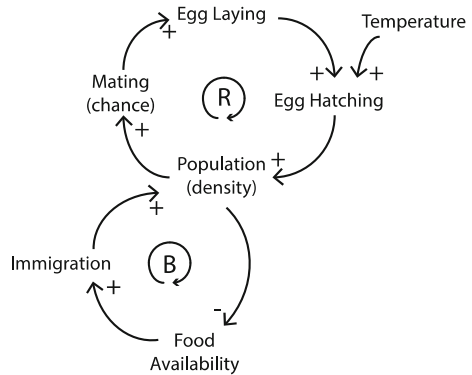 Egg Laying
Temperature
+
+
+
Mating
(chance)
R
Egg Hatching
+
Population
+
(density)
+
Immigration
B
+
-
Food
Availability